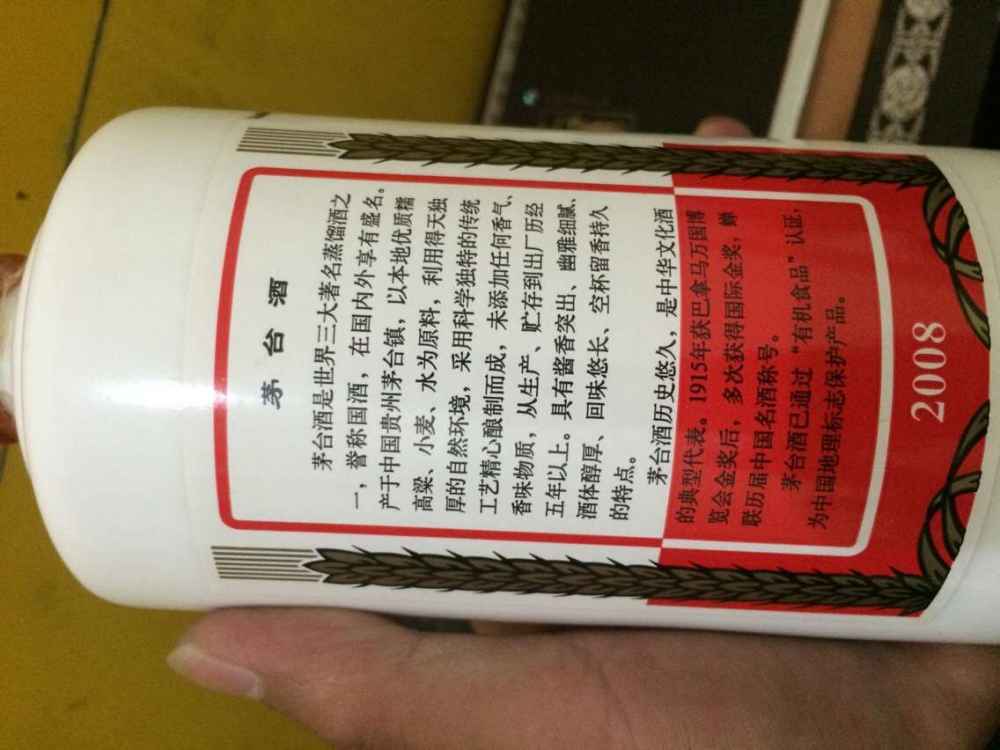 茅台酒
茅台酒是世界三大著名蒸馏酒之
一，誉称国酒，在国内外享有盛名。
产于中国贵州茅台镇，以本地优质糯
高粱、小麦、水为原料，利用得天独
厚的自然环境，采用科学独特的传统
工艺精心酿制而成，未添加任何香气、
香味物质，从生产、贮存到出厂历经
五年以上。具有酱香突出、幽雅细腻、
酒体醇厚、回味悠长、空杯留香持久
的特点。
茅台酒历史悠久，是中华文化酒
的典型代表。1915年获巴拿马万国博
览会金奖后，多次获得国际金奖，蝉
联历届中国名酒称号。
茅台酒已通过“有机食品”认证，
为中国地理标志保护产品。
2008